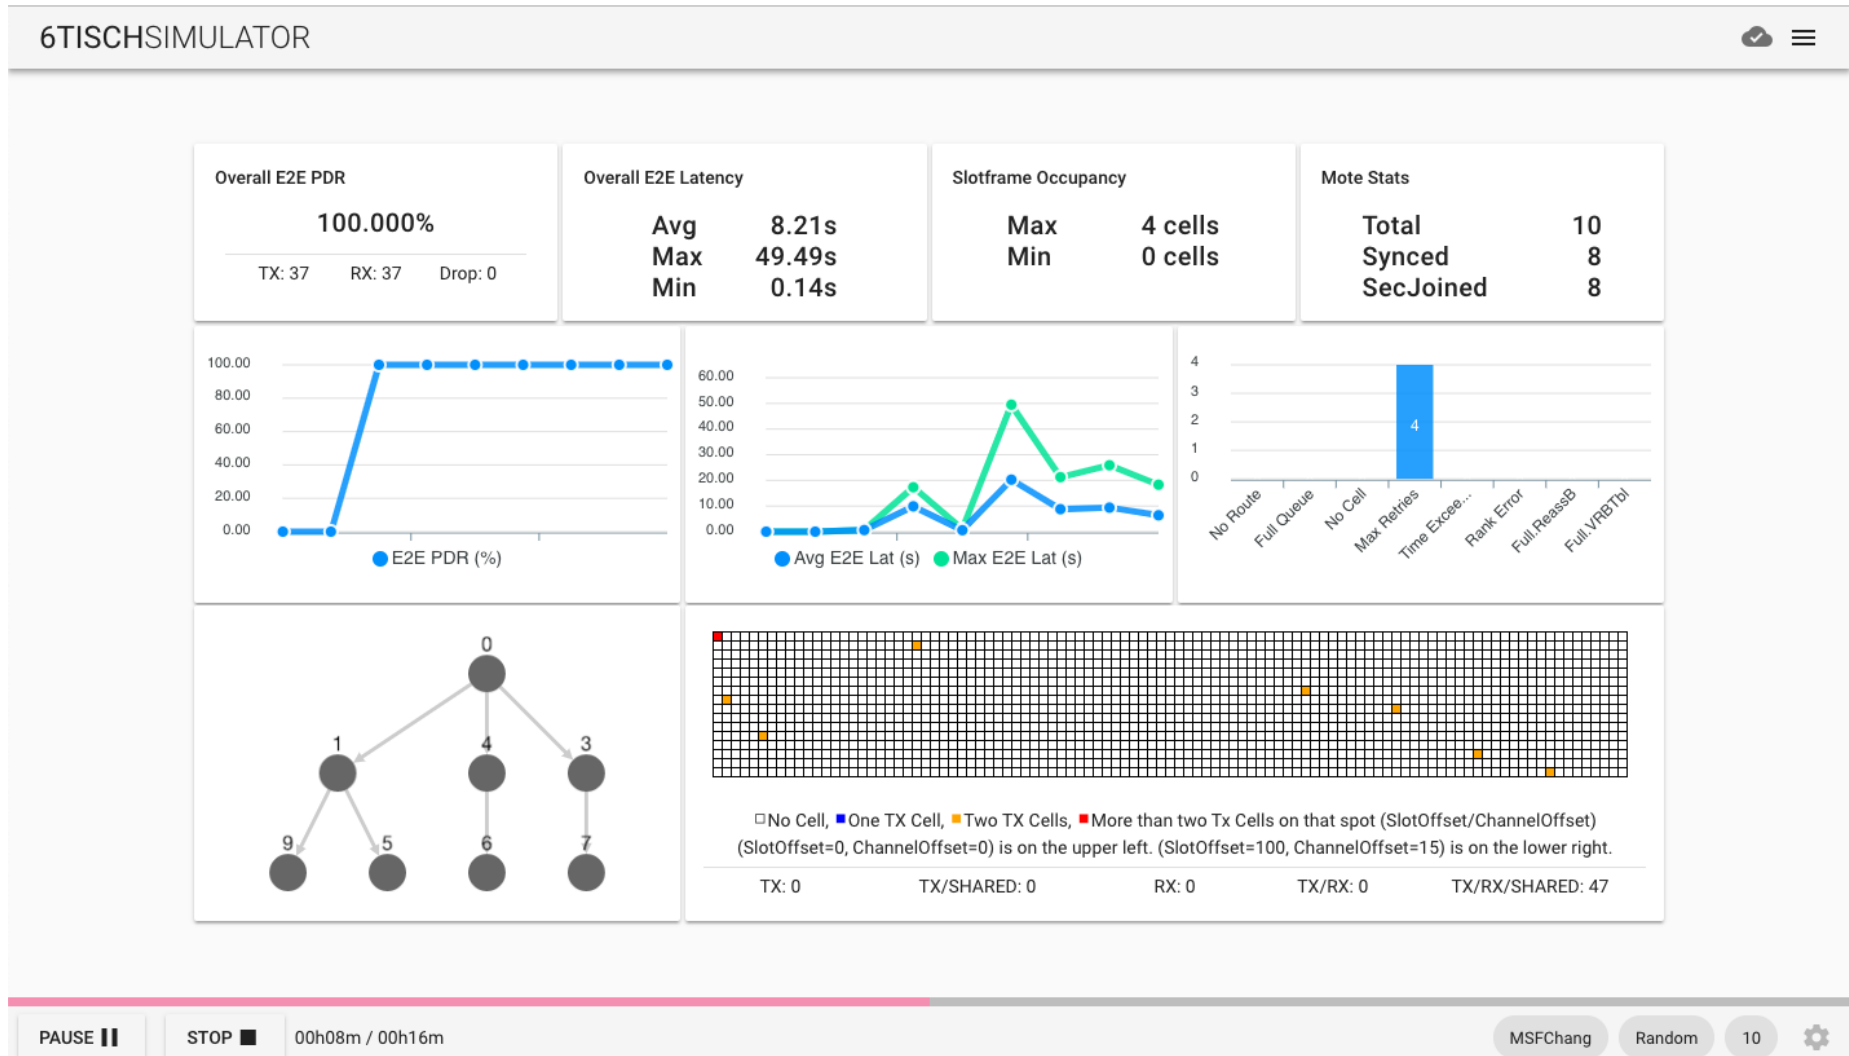 6TISCHSIMULATOR
Overall E2E PDR
100.000%
TX: 37 RX: 37 Drop: 0
Overall E2E Latency
Avg 8.21s
Max 49.49s
Min 0.14s
Slotframe Occupancy
Max 4 cells
Min 0 cells
Mote Stats
Total 10
Synced 8
SecJoined 8
100.00
80.00
60.00
40.00
20.00
0.00
E2E PDR (%)
60.00
50.00
40.00
30.00
20.00
10.00
0.00
Avg E2E Lat (s) Max E2E Lat (s)
4
3
2
1
0
4
No Route
Full Queue
No Cell
Max Retries
Time Excee...
Rank Error
Full.ReassB
Full.VRBTbl
0
1 4 3
9 5 6 7
No Cell, One TX Cell, Two TX Cells, More than two Tx Cells on that spot (SlotOffset/ChannelOffset)
(SlotOffset=0, ChannelOffset=0) is on the upper left. (SlotOffset=100, ChannelOffset=15) is on the lower right.
TX: 0 TX/SHARED: 0 RX: 0 TX/RX: 0 TX/RX/SHARED: 47
PAUSE STOP 00h08m / 00h16m MSFChang Random 10